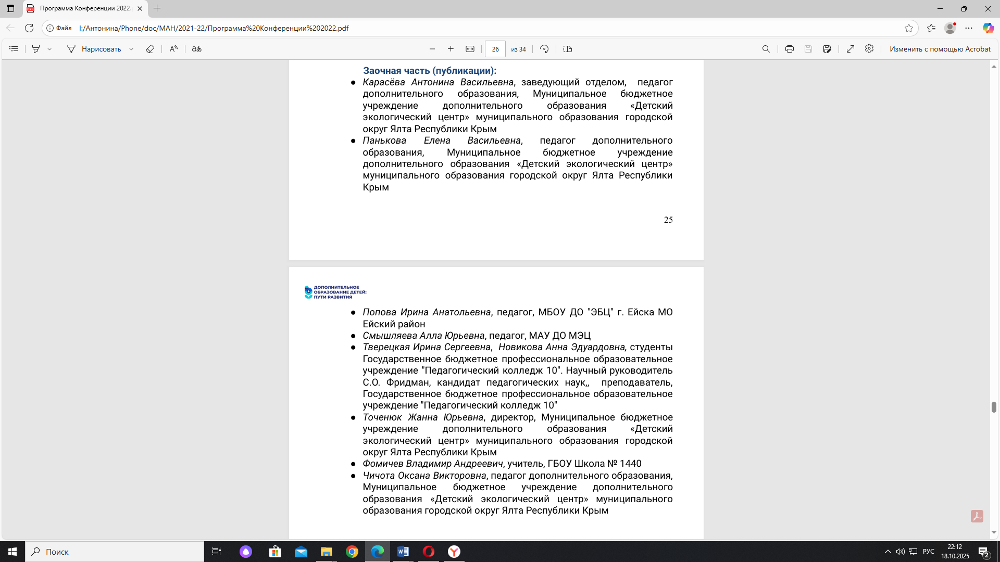 Программа Конференции 2022.p
Файл
I:/Антонина/Phone/doc/МАН/2021-22/Программа%20Конференции%202022.pdf
Нарисовать
26
из 34
Изменить с помощью Acrobat
Заочная часть (публикации):
● Карасёва Антонина Васильевна, заведующий отделом, педагог
дополнительного образования, Муниципальное бюджетное
учреждение дополнительного образования «Детский
экологический центр» муниципального образования городской
округ Ялта Республики Крым
● Панькова Елена Васильевна, педагог дополнительного
образования, Муниципальное бюджетное учреждение
дополнительного образования «Детский экологический центр»
муниципального образования городской округ Ялта Республики
Крым
25
ДОПОЛНИТЕЛЬНОЕ
ОБРАЗОВАНИЕ ДЕТЕЙ:
ПУТИ РАЗВИТИЯ
● Попова Ирина Анатольевна, педагог, МБОУ ДО "ЭБЦ" г. Ейска МО
Ейский район
● Смышляева Алла Юрьевна, педагог, МАУ ДО МЭЦ
● Тверецкая Ирина Сергеевна, Новикова Анна Эдуардовна, студенты
Государственное бюджетное профессиональное образовательное
учреждение "Педагогический колледж 10". Научный руководитель
С.О. Фридман, кандидат педагогических наук,, преподаватель,
Государственное бюджетное профессиональное образовательное
учреждение "Педагогический колледж 10"
● Точенюк Жанна Юрьевна, директор, Муниципальное бюджетное
учреждение дополнительного образования «Детский
экологический центр» муниципального образования городской
округ Ялта Республики Крым
● Фомичев Владимир Андреевич, учитель, ГБОУ Школа № 1440
● Чичота Оксана Викторовна, педагог дополнительного образования,
Муниципальное бюджетное учреждение дополнительного
образования «Детский экологический центр» муниципального
образования городской округ Ялта Республики Крым
Поиск
РУС
22:12
18.10.2025
2